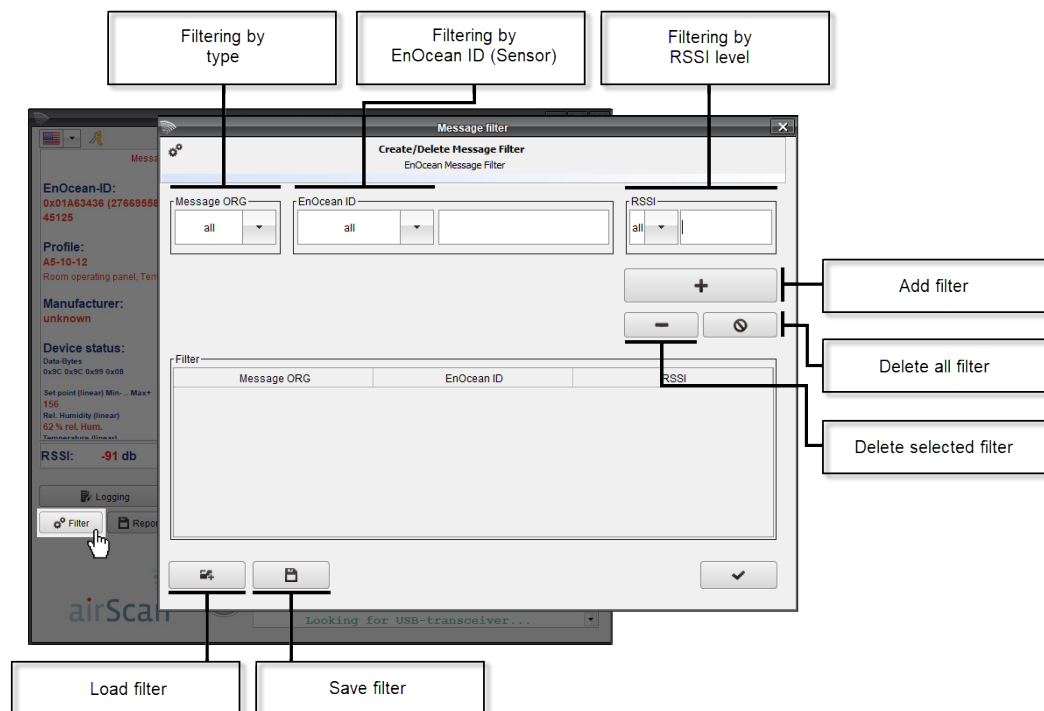 Filtering by
type
Filtering by
EnOcean ID (Sensor)
Filtering by
RSSI level
Message filter
Create/Delete Message Filter
EnOcean Message Filter
Message ORG
EnOcean ID
RSSI
all
all
all
EnOcean-ID:
0x01A63436 (27669558
45125
Profile:
A5-10-12
Room operating panel, Tem
Manufacturer:
unknown
Device status:
Data-Bytes
0x9C 0x9C 0x99 0x08
Set point (linear) Min- .. Max+
156
Rel. Humidity (linear)
62 % rel. Hum.
Temperature (linear)
RSSI: -91 db
Logging
Filter
Repo
airScan
Filter
Message ORG
EnOcean ID
RSSI
Looking for USB-transceiver...
Add filter
Delete all filter
Delete selected filter
Load filter
Save filter